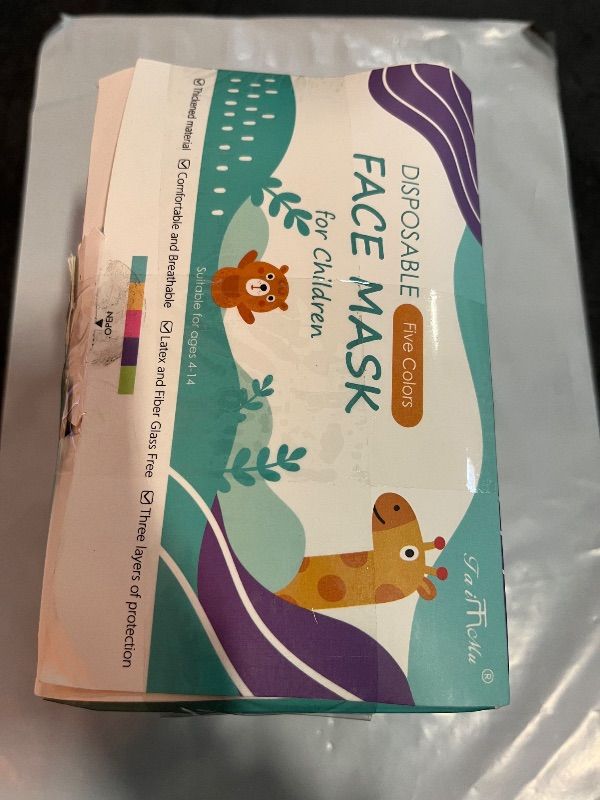 DISPOSABLE
Five Colors
FACE MASK
for Children
Suitable for ages 4-14
Thickened material
Comfortable and Breathable
Latex and Fiber Glass Free
Three layers of protection
OPEN
®